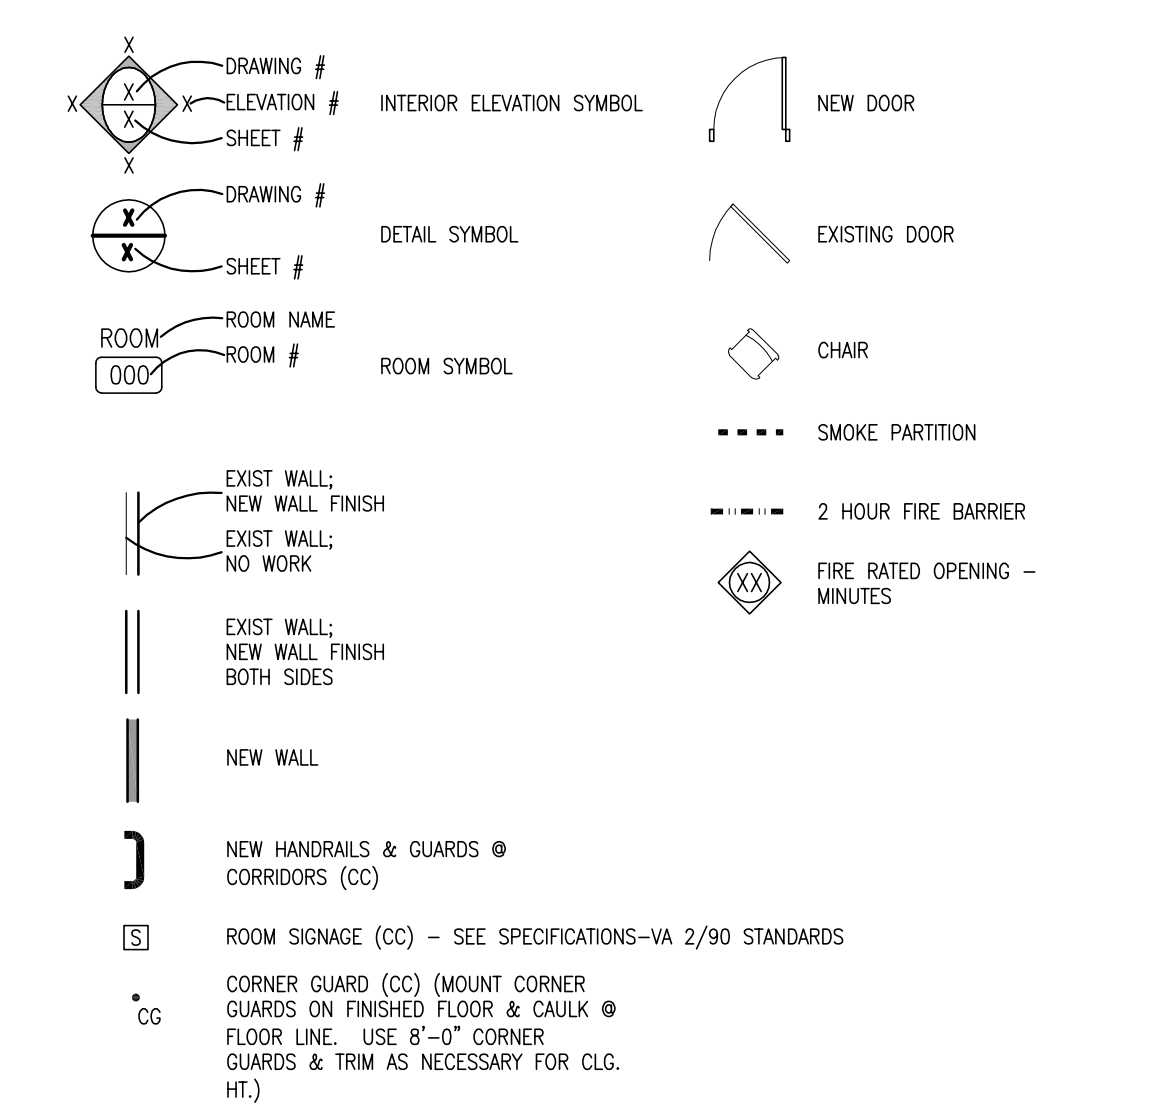 X
DRAWING #
X
X X ELEVATION #
X
SHEET #
X
INTERIOR ELEVATION SYMBOL
DRAWING #
X
X
SHEET #
DETAIL SYMBOL
ROOM NAME
ROOM
ROOM #
000
ROOM SYMBOL
EXIST WALL;
NEW WALL FINISH
EXIST WALL;
NO WORK
EXIST WALL;
NEW WALL FINISH
BOTH SIDES
NEW WALL
NEW HANDRAILS & GUARDS @
CORRIDORS (CC)
S
ROOM SIGNAGE (CC) – SEE SPECIFICATIONS–VA 2/90 STANDARDS
CG
CORNER GUARD (CC) (MOUNT CORNER
GUARDS ON FINISHED FLOOR & CAULK @
FLOOR LINE. USE 8'–0" CORNER
GUARDS & TRIM AS NECESSARY FOR CLG.
HT.)
NEW DOOR
EXISTING DOOR
CHAIR
SMOKE PARTITION
2 HOUR FIRE BARRIER
XX
FIRE RATED OPENING –
MINUTES